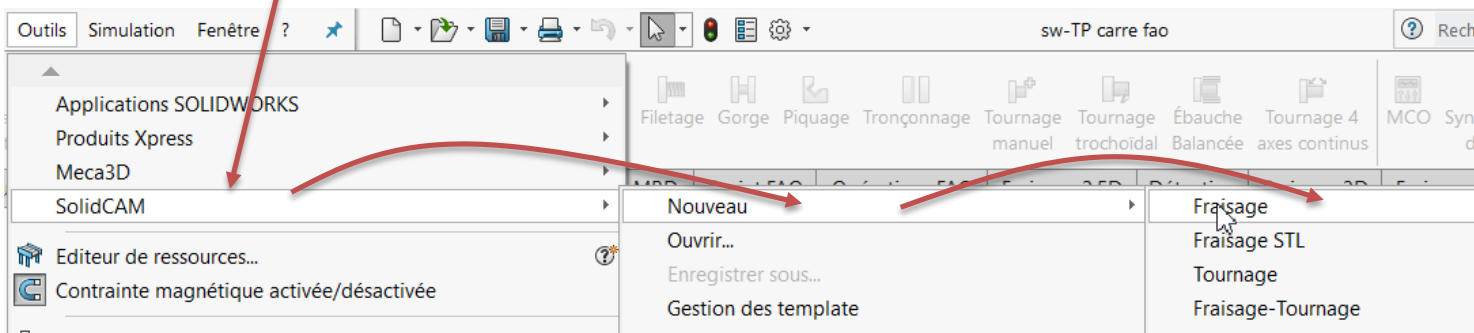 Outils Simulation Fenêtre ? sw-TP carre fao Rech
Applications SOLIDWORKS
Produits Xpress
Meca3D
SolidCAM
Editeur de ressources...
Contrainte magnétique activée/désactivée
Filetage Gorge Piquage Tronçonnage Tournage manuel Tournage trochoïdal Ébauche Balancée Tournage 4 axes continus MCO
Nouveau
Ouvrir...
Enregistrer sous...
Gestion des template
Fraisage
Fraisage STL
Tournage
Fraisage-Tournage